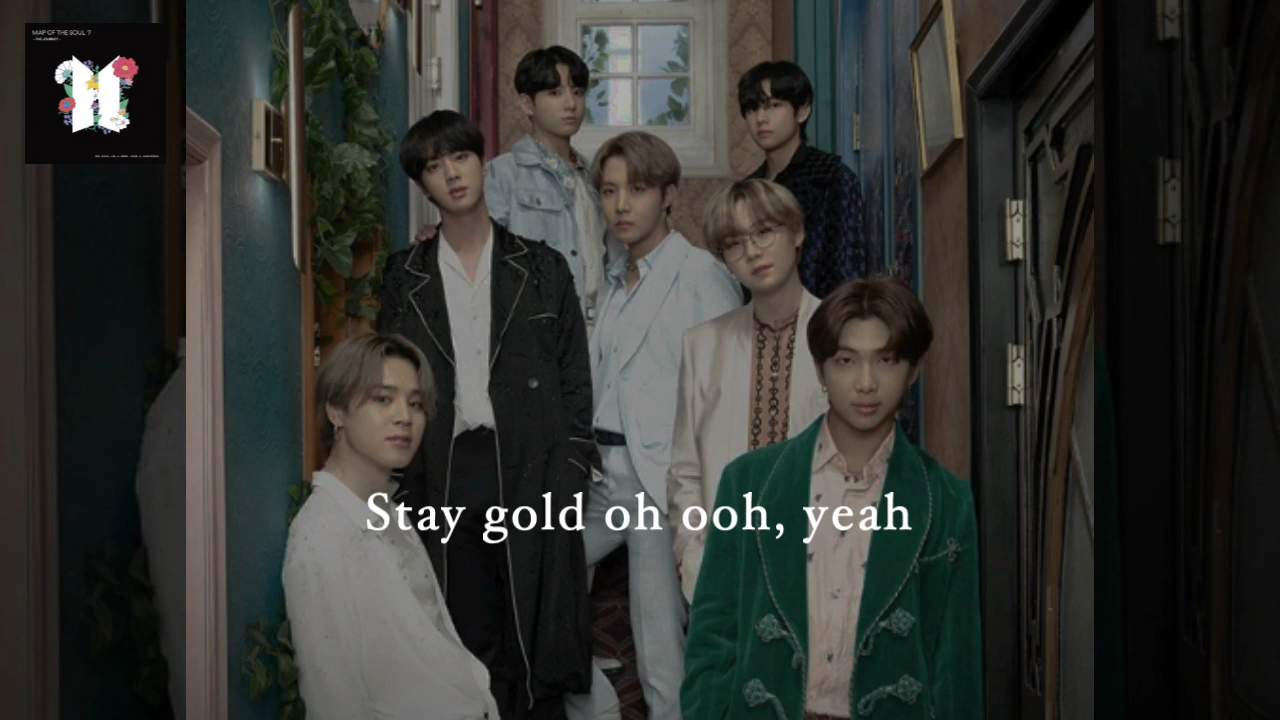 MAP OF THE SOUL : 7
~ THE JOURNEY ~
Stay gold oh ooh, yeah